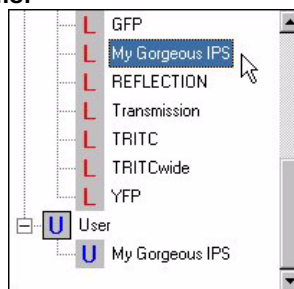 L GFP
L My Gorgeous IPS
L REFLECTION
L Transmission
L TRITC
L TRITCwide
L YFP
U User
U My Gorgeous IPS